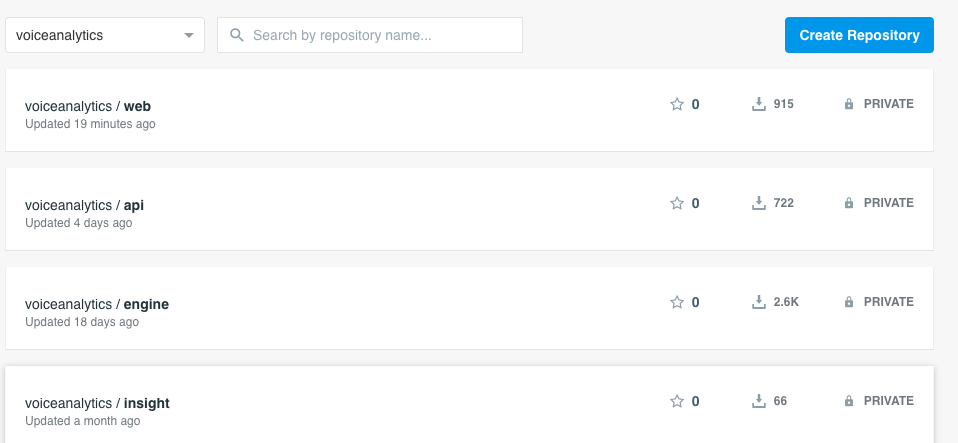 voiceanalytics
Search by repository name...
Create Repository
voiceanalytics / web
0
915
PRIVATE
Updated 19 minutes ago
voiceanalytics / api
0
722
PRIVATE
Updated 4 days ago
voiceanalytics / engine
0
2.6K
PRIVATE
Updated 18 days ago
voiceanalytics / insight
0
66
PRIVATE
Updated a month ago